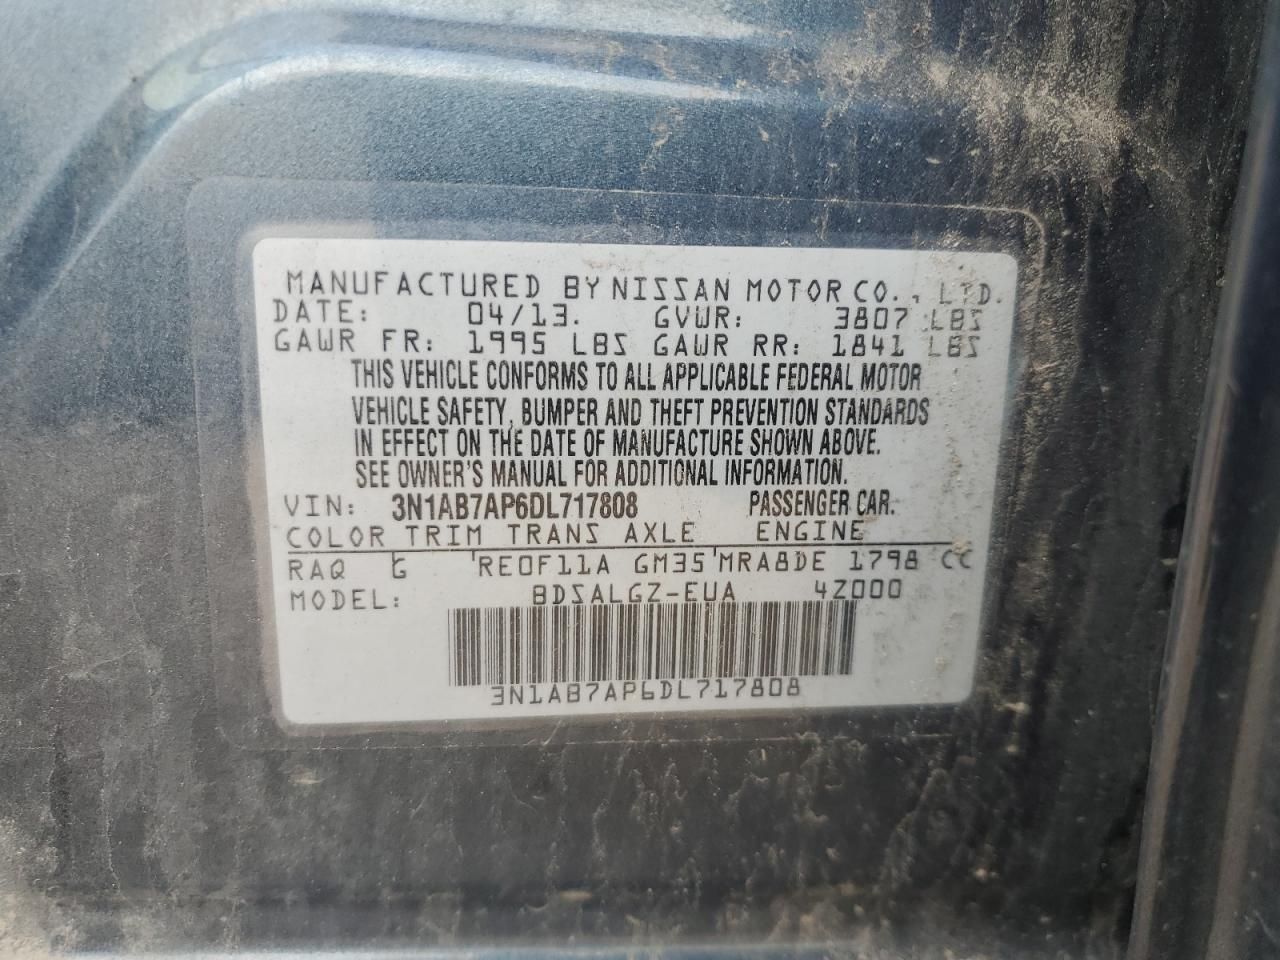 MANUFACTURED BY NISSAN MOTOR CO., LTD.
DATE: 04/13. GVWR: 3807 LBS
GAWR FR: 1995 LBS GAWR RR: 1841 LBS
THIS VEHICLE CONFORMS TO ALL APPLICABLE FEDERAL MOTOR
VEHICLE SAFETY, BUMPER AND THEFT PREVENTION STANDARDS
IN EFFECT ON THE DATE OF MANUFACTURE SHOWN ABOVE.
SEE OWNER'S MANUAL FOR ADDITIONAL INFORMATION.
VIN: 3N1AB7AP6DL717808 PASSENGER CAR.
COLOR TRIM TRANS AXLE ENGINE
RAQ G RE0F11A GM35 MRA8DE 1798 CC
MODEL: BDSALGZ-EUA 4Z000
3N1AB7AP6DL717808